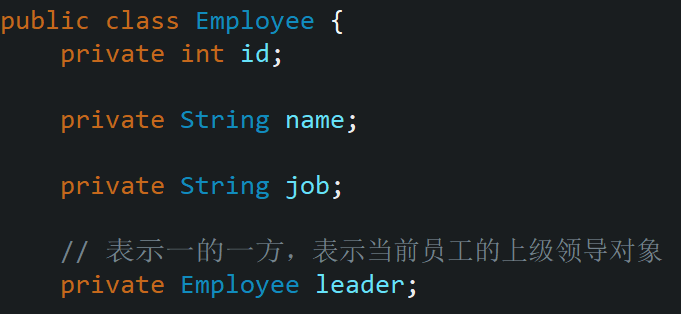 public class Employee {
private int id;
private String name;
private String job;
// 表示一的一方，表示当前员工的上级领导对象
private Employee leader;